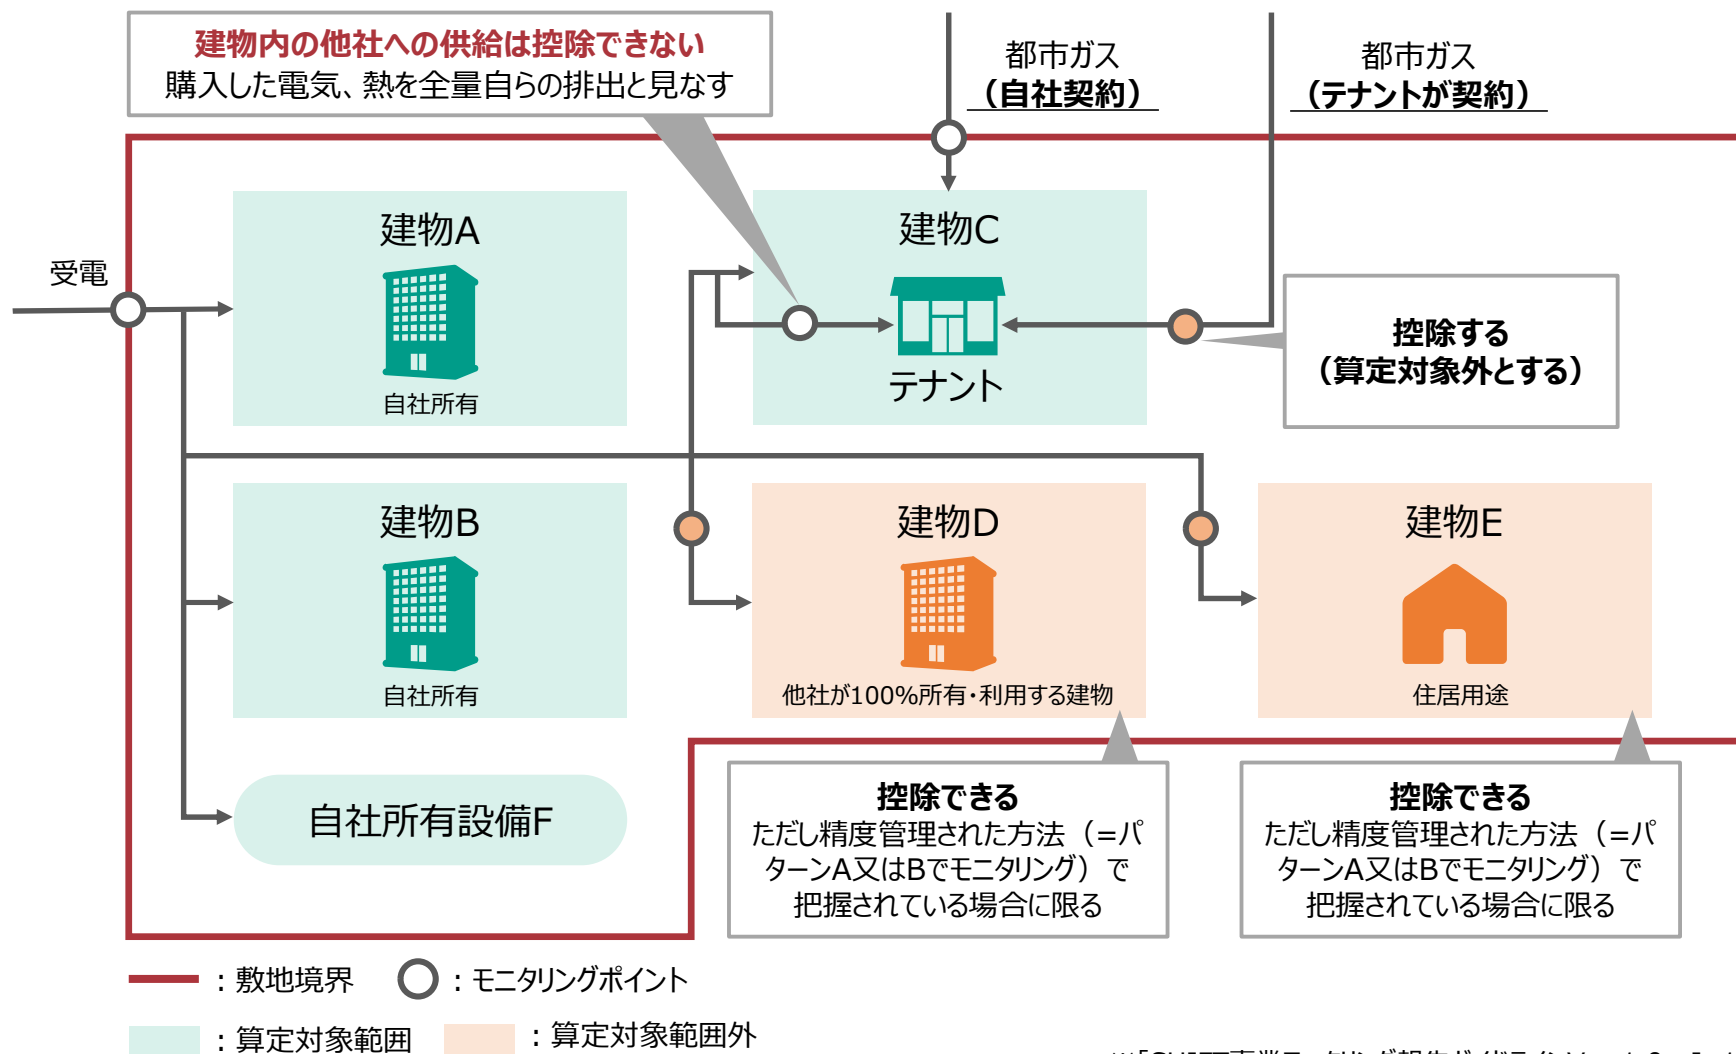 建物内の他社への供給は控除できない
購入した電気、熱を全量自らの排出と見なす
都市ガス
（自社契約）
都市ガス
（テナントが契約）
受電
建物A
自社所有
建物C
テナント
控除する
（算定対象外とする）
建物B
自社所有
建物D
他社が100%所有・利用する建物
建物E
住居用途
自社所有設備F
控除できる
ただし精度管理された方法（=パ
ターンA又はBでモニタリング）で
把握されている場合に限る
控除できる
ただし精度管理された方法（=パ
ターンA又はBでモニタリング）で
把握されている場合に限る
：敷地境界
：モニタリングポイント
：算定対象範囲
：算定対象範囲外